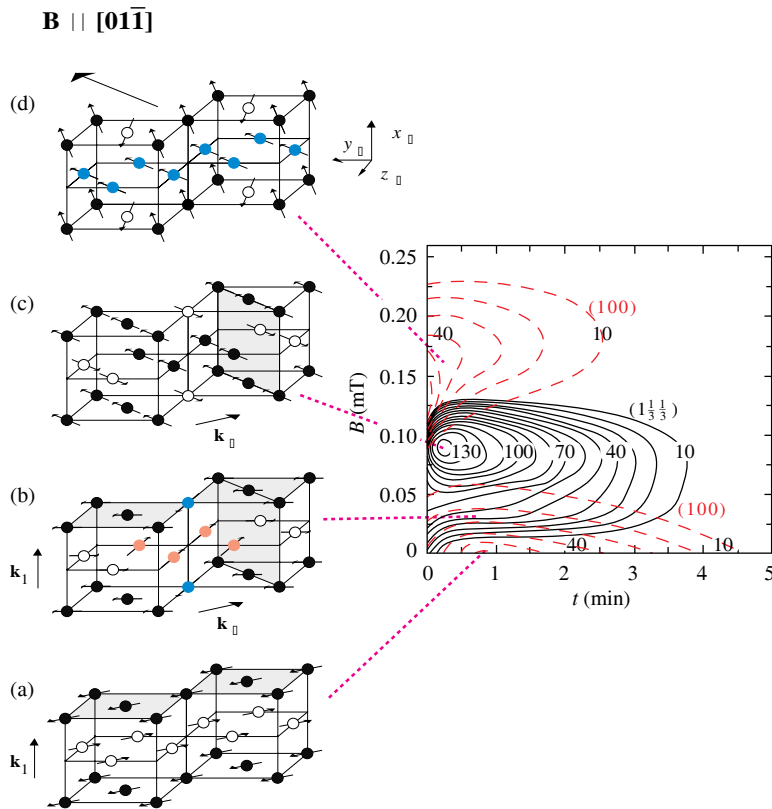 B || [011̅]
(d)
y▯
x▯
z▯
(c)
k▯
(b)
k₁
k▯
(a)
k₁
0.25
0.20
0.15
0.10
0.05
0
B (mT)
(100)
40
10
(1 1/3 1/3)
130 100 70 40 10
(100)
40 10
0 1 2 3 4 5
t (min)